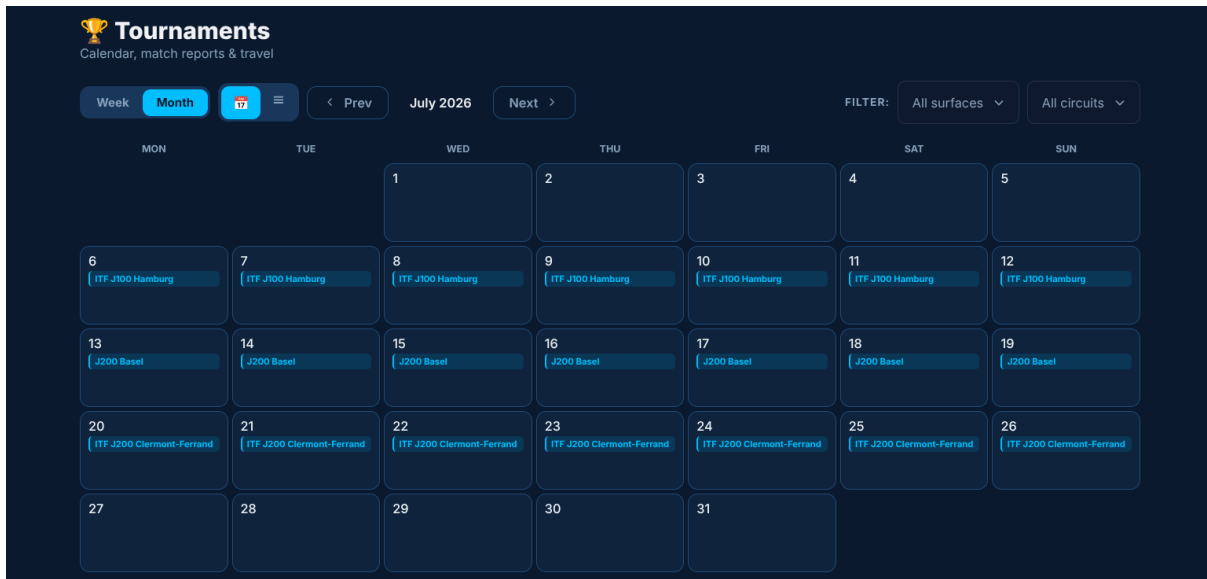 🏆 Tournaments
Calendar, match reports & travel
Week Month 📅 ≡ < Prev July 2026 Next > FILTER: All surfaces All circuits
MON TUE WED THU FRI SAT SUN
1 2 3 4 5
6 7 8 9 10 11 12
ITF J100 Hamburg ITF J100 Hamburg ITF J100 Hamburg ITF J100 Hamburg ITF J100 Hamburg ITF J100 Hamburg ITF J100 Hamburg
13 14 15 16 17 18 19
J200 Basel J200 Basel J200 Basel J200 Basel J200 Basel J200 Basel J200 Basel
20 21 22 23 24 25 26
ITF J200 Clermont-Ferrand ITF J200 Clermont-Ferrand ITF J200 Clermont-Ferrand ITF J200 Clermont-Ferrand ITF J200 Clermont-Ferrand ITF J200 Clermont-Ferrand ITF J200 Clermont-Ferrand
27 28 29 30 31